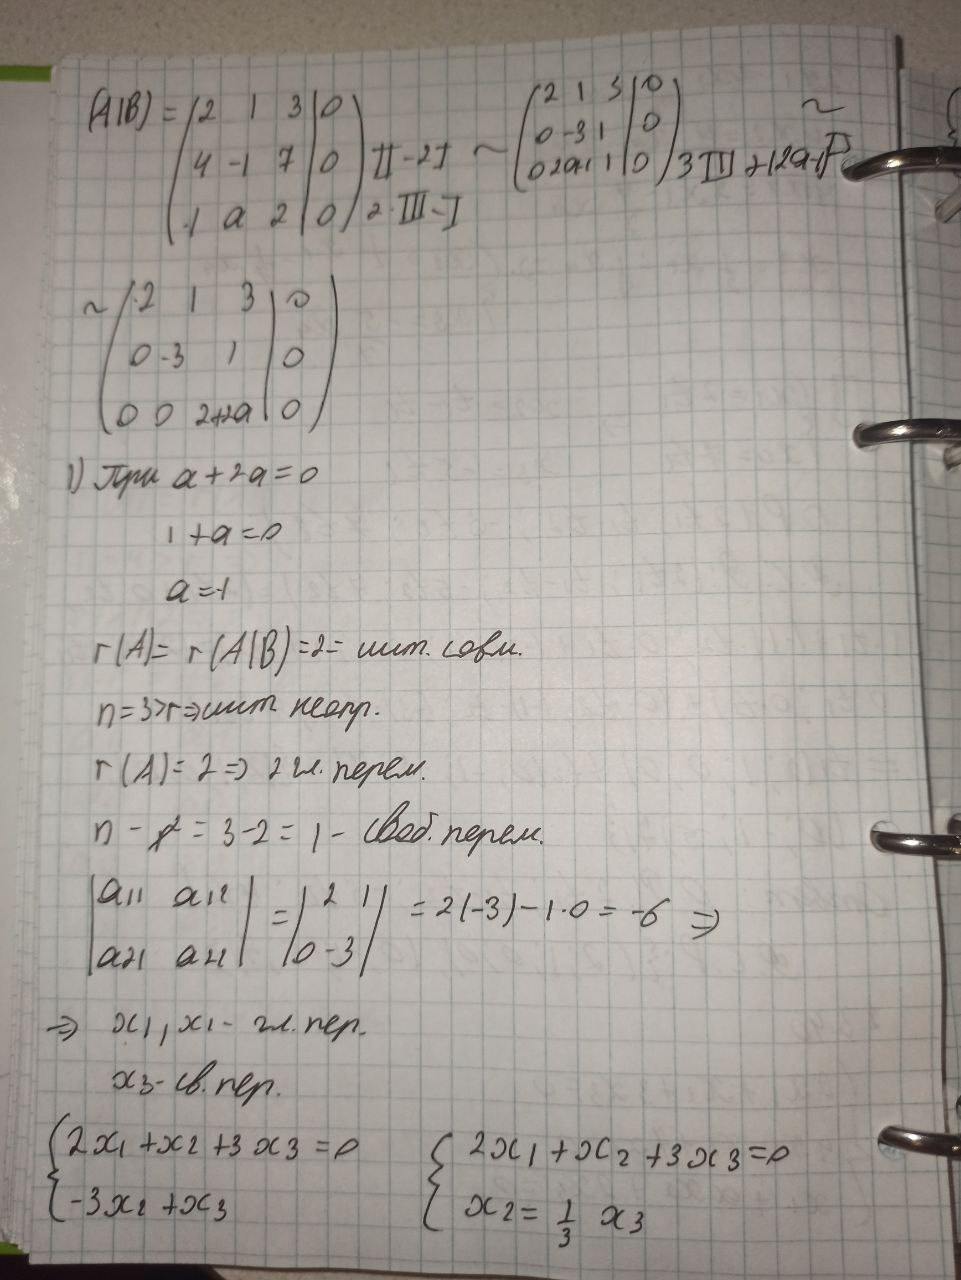 (A|B) = (2 1 3 | 0 ~ (2 1 3 | 0 ~
4 -1 7 | 0 II-2I 0 -3 1 | 0
1 a 2 | 0) 2·III-I 0 2a-1 1 | 0) 3III+(2a-1)II
~ (2 1 3 | 0
0 -3 1 | 0
0 0 2+2a | 0)
1) При a+2a=0
1+a=0
a=-1
r(A)= r(A|B)=2= сист. совм.
n=3>r⇒сист. неопр.
r(A)=2⇒ 2 гл. перем.
n - r = 3-2 = 1 - своб. перем.
|a11 a12| = |2 1| = 2(-3)-1·0 = -6 ⇒
|a21 a22| |0 -3|
⇒ x1, x1 - гл. пер.
x3 - св. пер.
{2x1+x2+3x3=0 {2x1+x2+3x3=0
-3x2+x3 x2= 1/3 x3